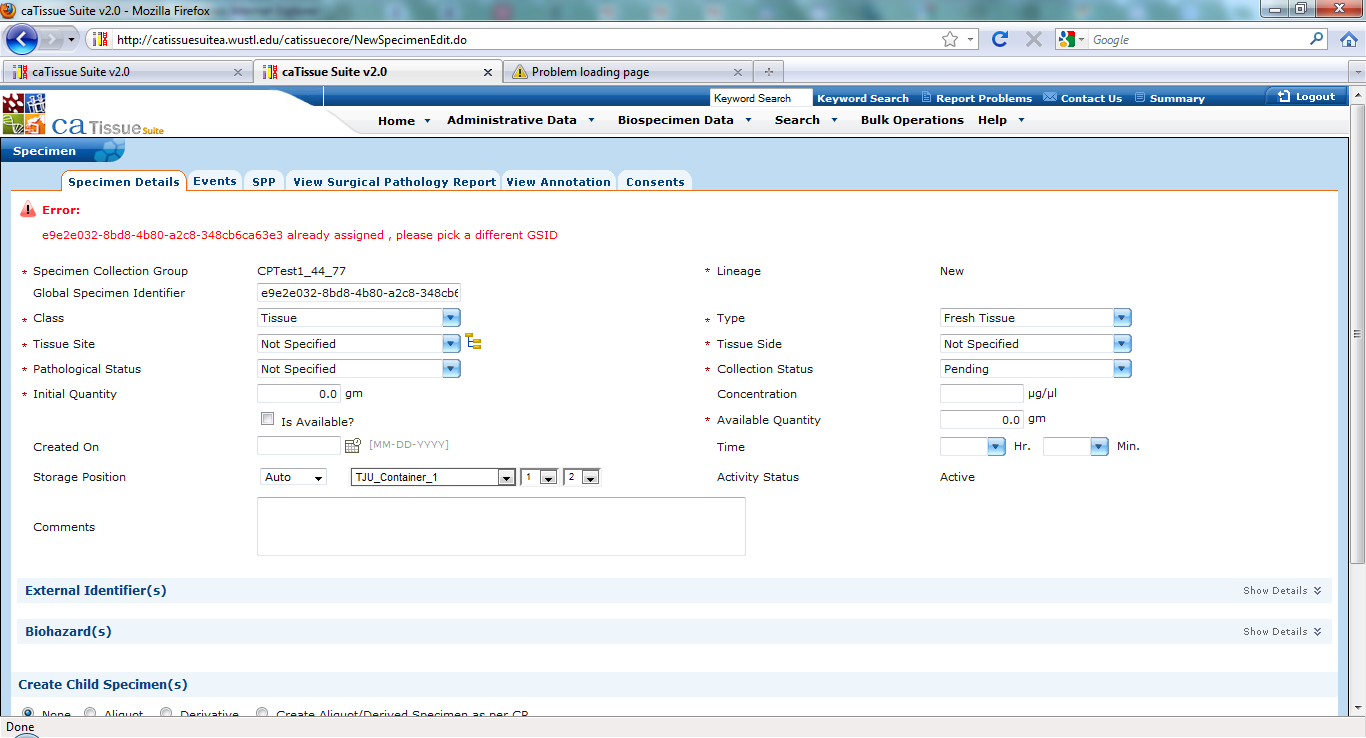 caTissue Suite v2.0 - Mozilla Firefox
http://catissuesuitea.wustl.edu/catissuecore/NewSpecimenEdit.do
Google
caTissue Suite v2.0
caTissue Suite v2.0
Problem loading page
Keyword Search
Keyword Search
Report Problems
Contact Us
Summary
Logout
ca Tissue Suite
Home
Administrative Data
Biospecimen Data
Search
Bulk Operations
Help
Specimen
Specimen Details
Events
SPP
View Surgical Pathology Report
View Annotation
Consents
Error:
e9e2e032-8bd8-4b80-a2c8-348cb6ca63e3 already assigned , please pick a different GSID
* Specimen Collection Group
CPTest1_44_77
* Lineage
New
Global Specimen Identifier
e9e2e032-8bd8-4b80-a2c8-348cb6
* Class
Tissue
* Type
Fresh Tissue
* Tissue Site
Not Specified
* Tissue Side
Not Specified
* Pathological Status
Not Specified
* Collection Status
Pending
* Initial Quantity
0.0 gm
Concentration
µg/µl
Is Available?
* Available Quantity
0.0 gm
Created On
[MM-DD-YYYY]
Time
Hr.
Min.
Storage Position
Auto
TJU_Container_1
1
2
Activity Status
Active
Comments
External Identifier(s)
Show Details
Biohazard(s)
Show Details
Create Child Specimen(s)
None
Aliquot
Derivative
Create Aliquot/Derived Specimen as per CP
Done